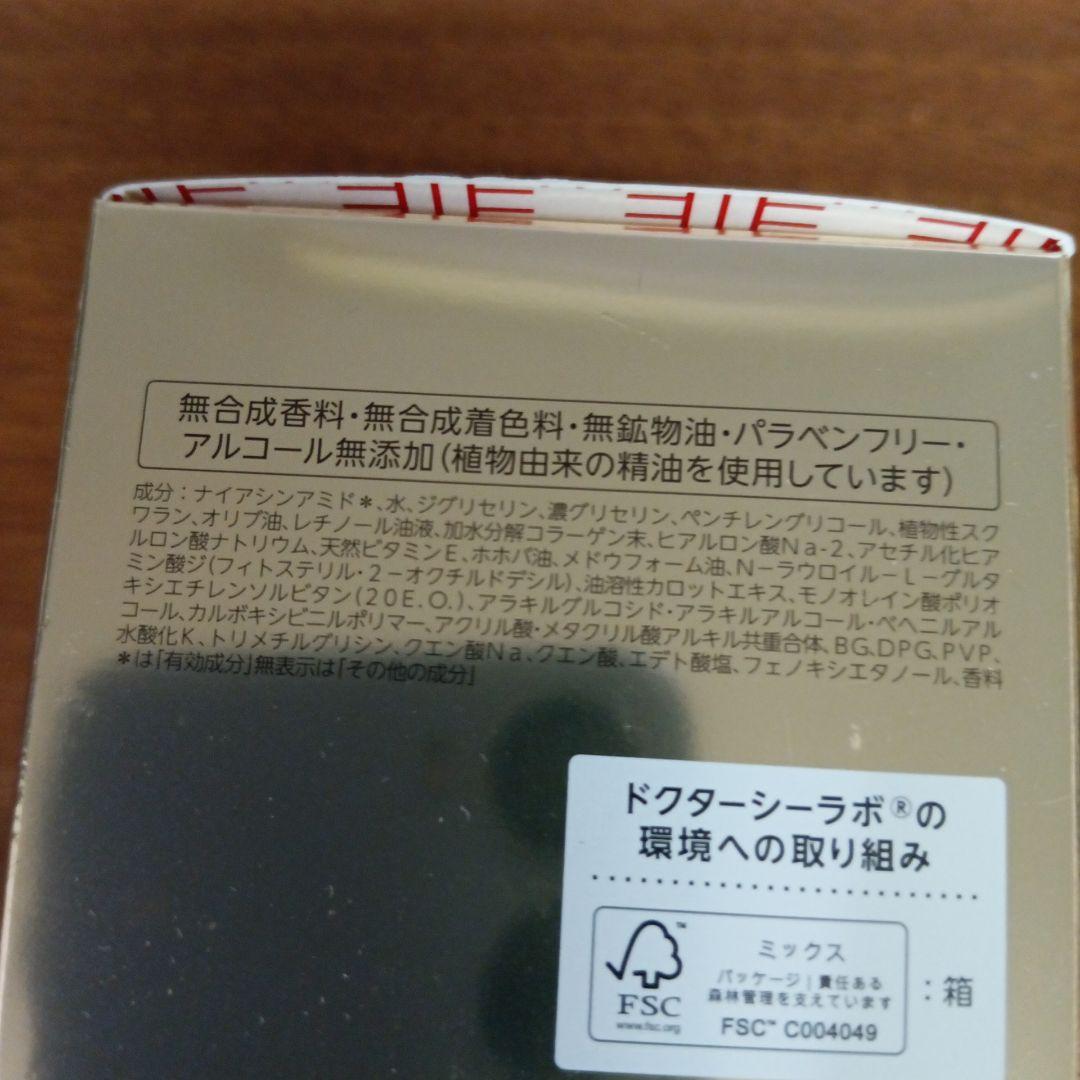 無合成香料・無合成着色料・無鉱物油・パラベンフリー・
アルコール無添加(植物由来の精油を使用しています)
成分:ナイアシンアミド＊、水、ジグリセリン、濃グリセリン、ペンチレングリコール、植物性スク
ワラン、オリブ油、レチノール油液、加水分解コラーゲン末、ヒアルロン酸Na-2、アセチル化ヒア
ルロン酸ナトリウム、天然ビタミンE、ホホバ油、メドウフォーム油、N-ラウロイル-L-グルタ
ミン酸ジ(フィトステリル・2-オクチルドデシル)、油溶性カロットエキス、モノオレイン酸ポリオ
キシエチレンソルビタン(20E.O.)、アラキルグルコシド・アラキルアルコール・ベヘニルアル
コール、カルボキシビニルポリマー、アクリル酸・メタクリル酸アルキル共重合体、BG、DPG、PVP、
水酸化K、トリメチルグリシン、クエン酸Na、クエン酸、エデト酸塩、フェノキシエタノール、香料
＊は「有効成分」無表示は「その他の成分」
ドクターシーラボ®の
環境への取り組み
FSC
www.fsc.org
ミックス
パッケージ|責任ある
森林管理を支えています
FSC™ C004049
:箱